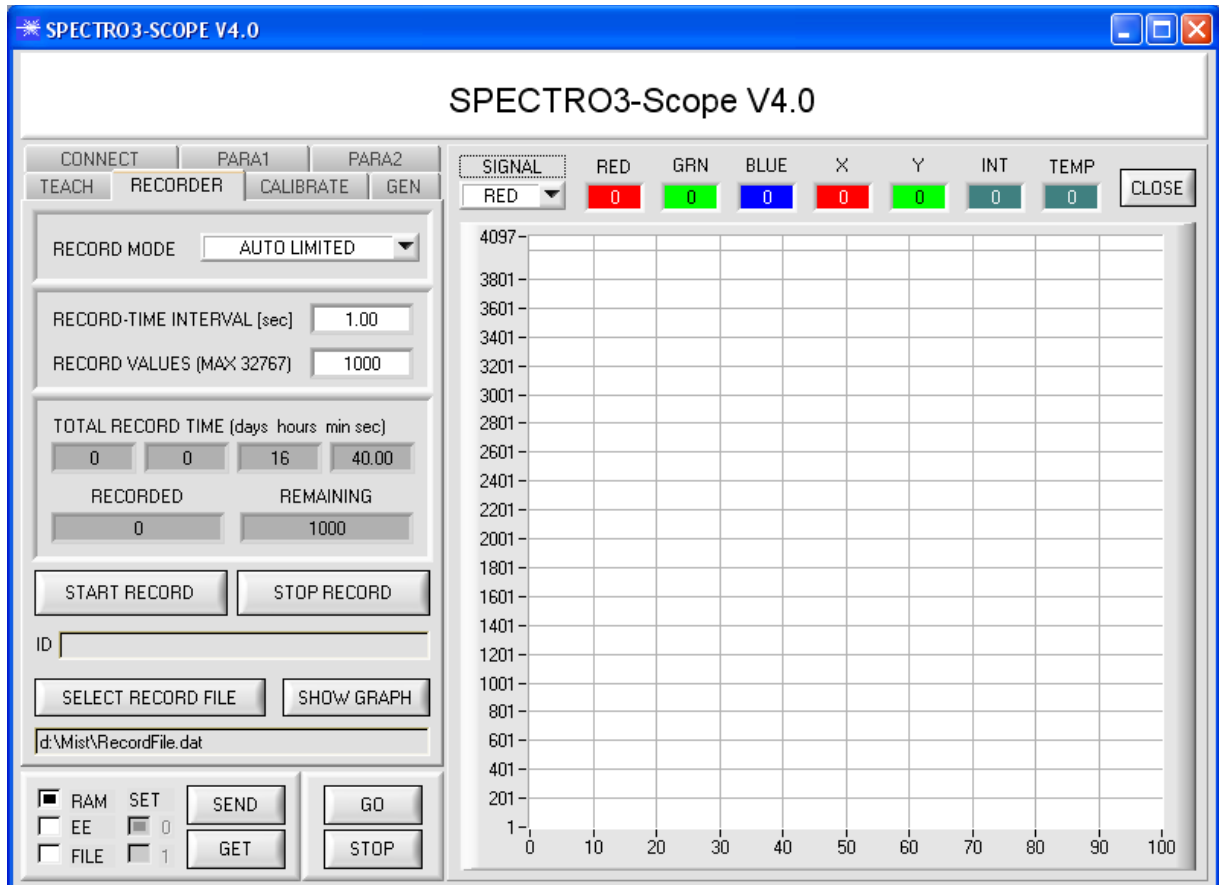 SPECTRO3-SCOPE V4.0
SPECTRO3-Scope V4.0
CONNECT PARA1 PARA2
TEACH RECORDER CALIBRATE GEN
RECORD MODE AUTO LIMITED
RECORD-TIME INTERVAL [sec] 1.00
RECORD VALUES (MAX 32767) 1000
TOTAL RECORD TIME (days hours min sec)
0 0 16 40.00
RECORDED REMAINING
0 1000
START RECORD STOP RECORD
ID
SELECT RECORD FILE SHOW GRAPH
d:\Mist\RecordFile.dat
RAM SET SEND GO
EE 0
FILE 1 GET STOP
SIGNAL RED GRN BLUE X Y INT TEMP
RED 0 0 0 0 0 0 0 CLOSE
4097
3801
3601
3401
3201
3001
2801
2601
2401
2201
2001
1801
1601
1401
1201
1001
801
601
401
201
1
0 10 20 30 40 50 60 70 80 90 100